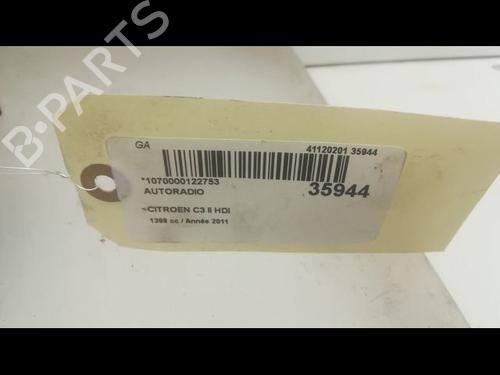 GA
41120201 35944
*1070000122753
AUTORADIO
35944
CITROEN C3 II HDI
1398 cc / Année 2011
B-PARTS